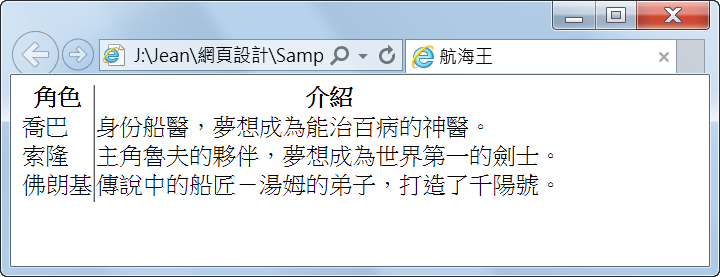 J:\Jean\網頁設計\Samp
航海王
角色 介紹
喬巴 身份船醫，夢想成為能治百病的神醫。
索隆 主角魯夫的夥伴，夢想成為世界第一的劍士。
佛朗基 傳說中的船匠－湯姆的弟子，打造了千陽號。